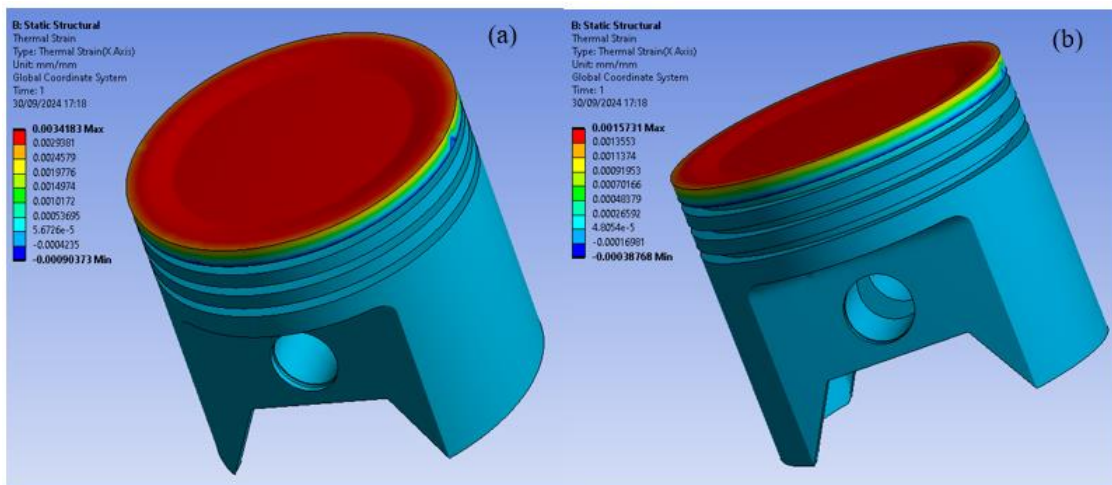 B: Static Structural
Thermal Strain
Type: Thermal Strain(X Axis)
Unit: mm/mm
Global Coordinate System
Time: 1
30/09/2024 17:18
0.0034183 Max
0.0029381
0.0024579
0.0019776
0.0014974
0.0010172
0.00053695
5.6726e-5
-0.0004235
-0.00090373 Min
(a)
B: Static Structural
Thermal Strain
Type: Thermal Strain(X Axis)
Unit: mm/mm
Global Coordinate System
Time: 1
30/09/2024 17:18
0.0015731 Max
0.0013553
0.0011374
0.00091953
0.00070166
0.00048379
0.00026592
4.8054e-5
-0.00016981
-0.00038768 Min
(b)